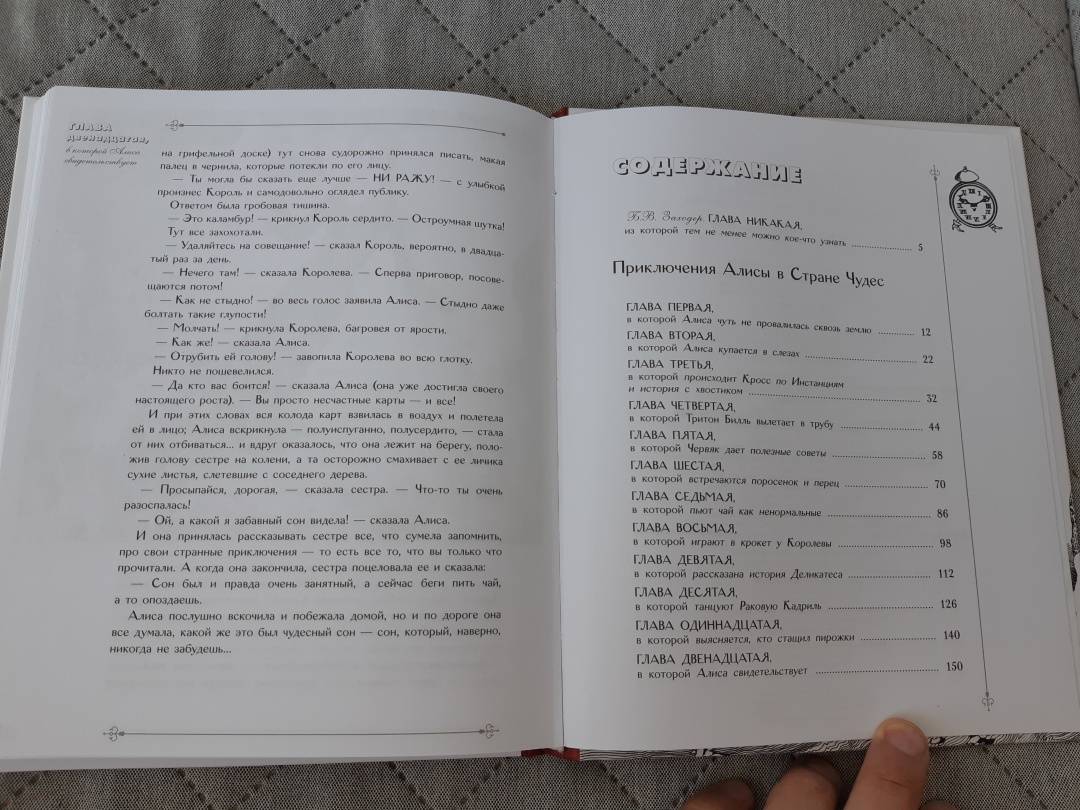 ГЛАВА
двенадцатая,
в которой Алиса
свидетельствует
на грифельной доске) тут снова судорожно принялся писать, макая
палец в чернила, которые потекли по его лицу.
— Ты могла бы сказать еще лучше — НИ РАЖУ! — с улыбкой
произнес Король и самодовольно оглядел публику.
Ответом была гробовая тишина.
— Это каламбур! — крикнул Король сердито. — Остроумная шутка!
Тут все захохотали.
— Удаляйтесь на совещание! — сказал Король, вероятно, в двадца-
тый раз за день.
— Нечего там! — сказала Королева. — Сперва приговор, посове-
щаются потом!
— Как не стыдно! — во весь голос заявила Алиса. — Стыдно даже
болтать такие глупости!
— Молчать! — крикнула Королева, багровея от ярости.
— Как же! — сказала Алиса.
— Отрубить ей голову! — завопила Королева во всю глотку.
Никто не пошевелился.
— Да кто вас боится! — сказала Алиса (она уже достигла своего
настоящего роста). — Вы просто несчастные карты — и все!
И при этих словах вся колода карт взвилась в воздух и полетела
ей в лицо; Алиса вскрикнула — полуиспуганно, полусердито, — стала
от них отбиваться... и вдруг оказалось, что она лежит на берегу, поло-
жив голову сестре на колени, а та осторожно смахивает с ее личика
сухие листья, слетевшие с соседнего дерева.
— Просыпайся, дорогая, — сказала сестра. — Что-то ты очень
разоспалась!
— Ой, а какой я забавный сон видела! — сказала Алиса.
И она принялась рассказывать сестре все, что сумела запомнить,
про свои странные приключения — то есть все то, что вы только что
прочитали. А когда она закончила, сестра поцеловала ее и сказала:
— Сон был и правда очень занятный, а сейчас беги пить чай,
а то опоздаешь.
Алиса послушно вскочила и побежала домой, но и по дороге она
все думала, какой же это был чудесный сон — сон, который, наверно,
никогда не забудешь...
СОДЕРЖАНИЕ
Б.В. Заходер. ГЛАВА НИКАКАЯ,
из которой тем не менее можно кое-что узнать 5
Приключения Алисы в Стране Чудес
ГЛАВА ПЕРВАЯ,
в которой Алиса чуть не провалилась сквозь землю 12
ГЛАВА ВТОРАЯ,
в которой Алиса купается в слезах 22
ГЛАВА ТРЕТЬЯ,
в которой происходит Кросс по Инстанциям
и история с хвостиком 32
ГЛАВА ЧЕТВЕРТАЯ,
в которой Тритон Билль вылетает в трубу 44
ГЛАВА ПЯТАЯ,
в которой Червяк дает полезные советы 58
ГЛАВА ШЕСТАЯ,
в которой встречаются поросенок и перец 70
ГЛАВА СЕДЬМАЯ,
в которой пьют чай как ненормальные 86
ГЛАВА ВОСЬМАЯ,
в которой играют в крокет у Королевы 98
ГЛАВА ДЕВЯТАЯ,
в которой рассказана история Деликатеса 112
ГЛАВА ДЕСЯТАЯ,
в которой танцуют Раковую Кадриль 126
ГЛАВА ОДИННАДЦАТАЯ,
в которой выясняется, кто стащил пирожки 140
ГЛАВА ДВЕНАДЦАТАЯ,
в которой Алиса свидетельствует 150